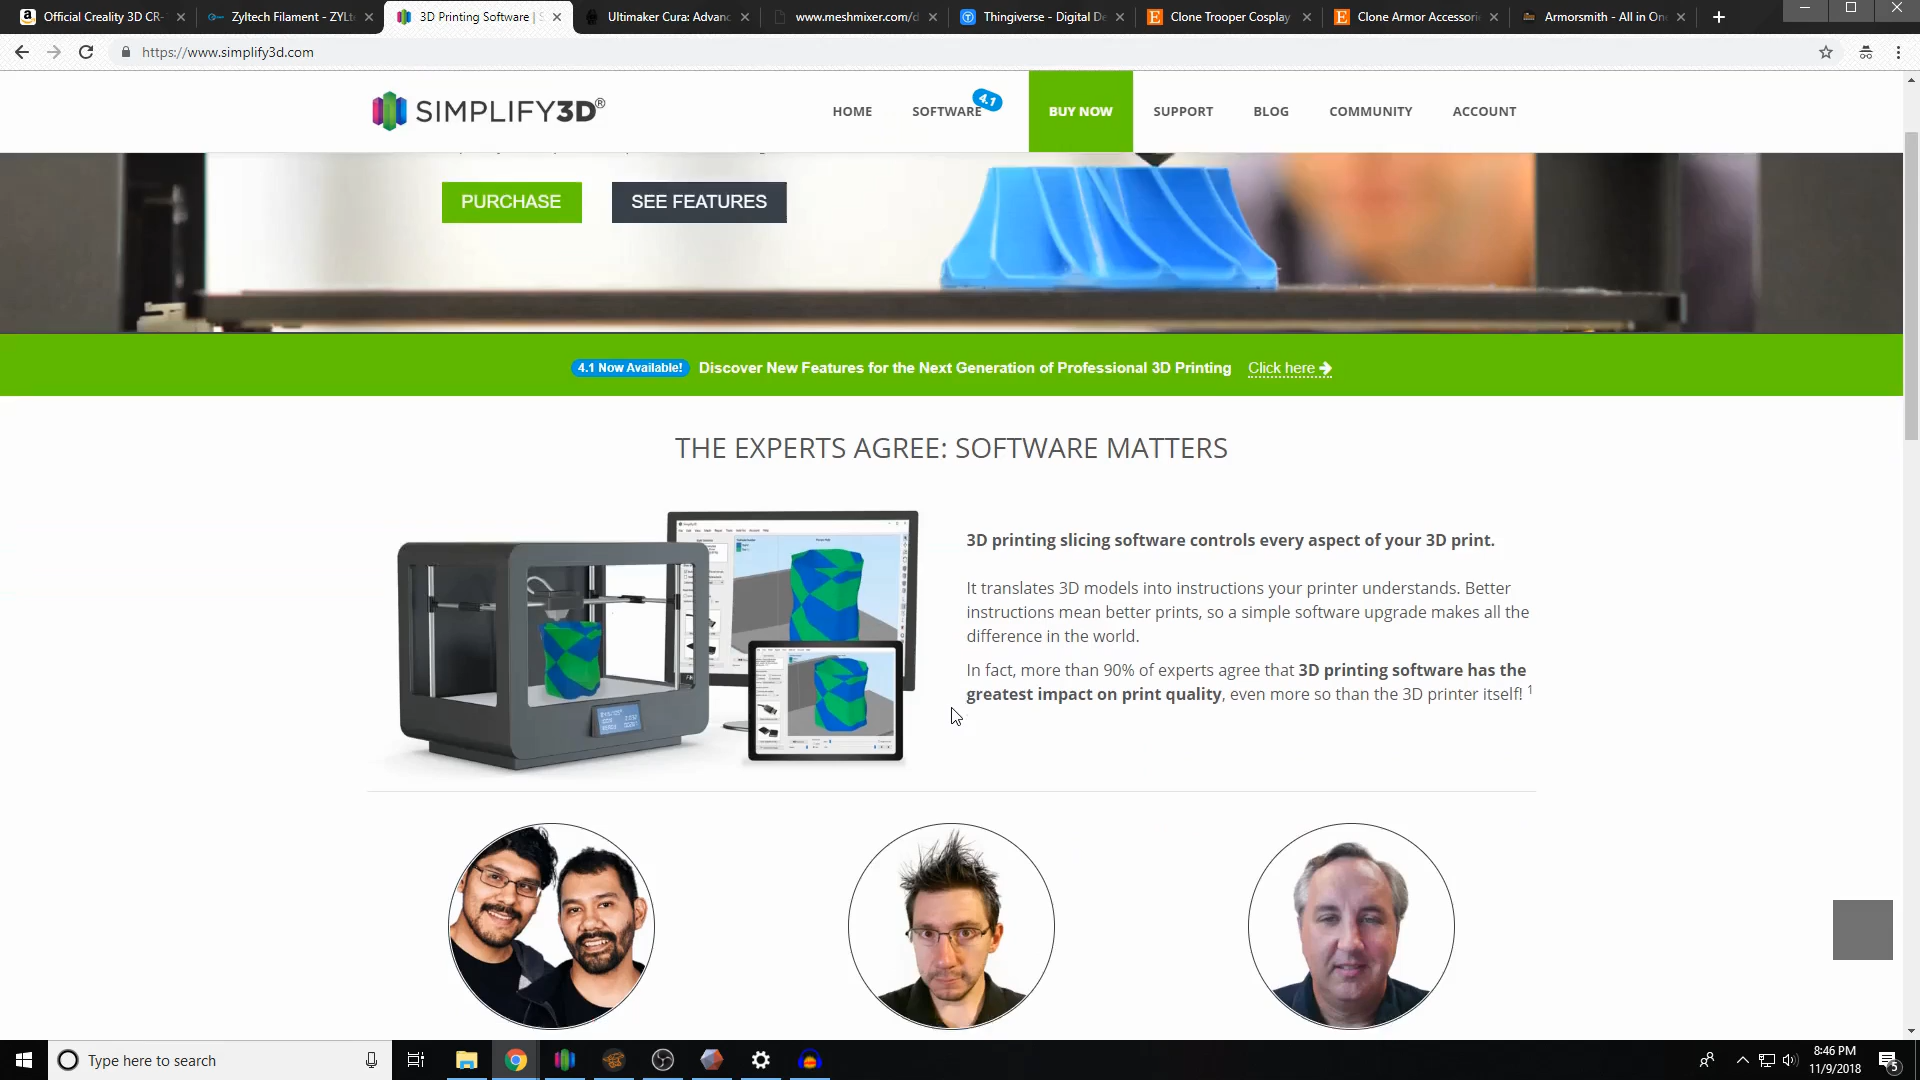 Official Creality 3D CR-
Zyltech Filament - ZYLt
3D Printing Software | S
Ultimaker Cura: Advanc
www.meshmixer.com/d
Thingiverse - Digital De
Clone Trooper Cosplay
Clone Armor Accessorie
Armorsmith - All in On
https://www.simplify3d.com
SIMPLIFY3D®
HOME
SOFTWARE
4.1
BUY NOW
SUPPORT
BLOG
COMMUNITY
ACCOUNT
PURCHASE
SEE FEATURES
4.1 Now Available! Discover New Features for the Next Generation of Professional 3D Printing Click here
THE EXPERTS AGREE: SOFTWARE MATTERS
3D printing slicing software controls every aspect of your 3D print.
It translates 3D models into instructions your printer understands. Better
instructions mean better prints, so a simple software upgrade makes all the
difference in the world.
In fact, more than 90% of experts agree that 3D printing software has the
greatest impact on print quality, even more so than the 3D printer itself! 1
Type here to search
8:46 PM
11/9/2018
5